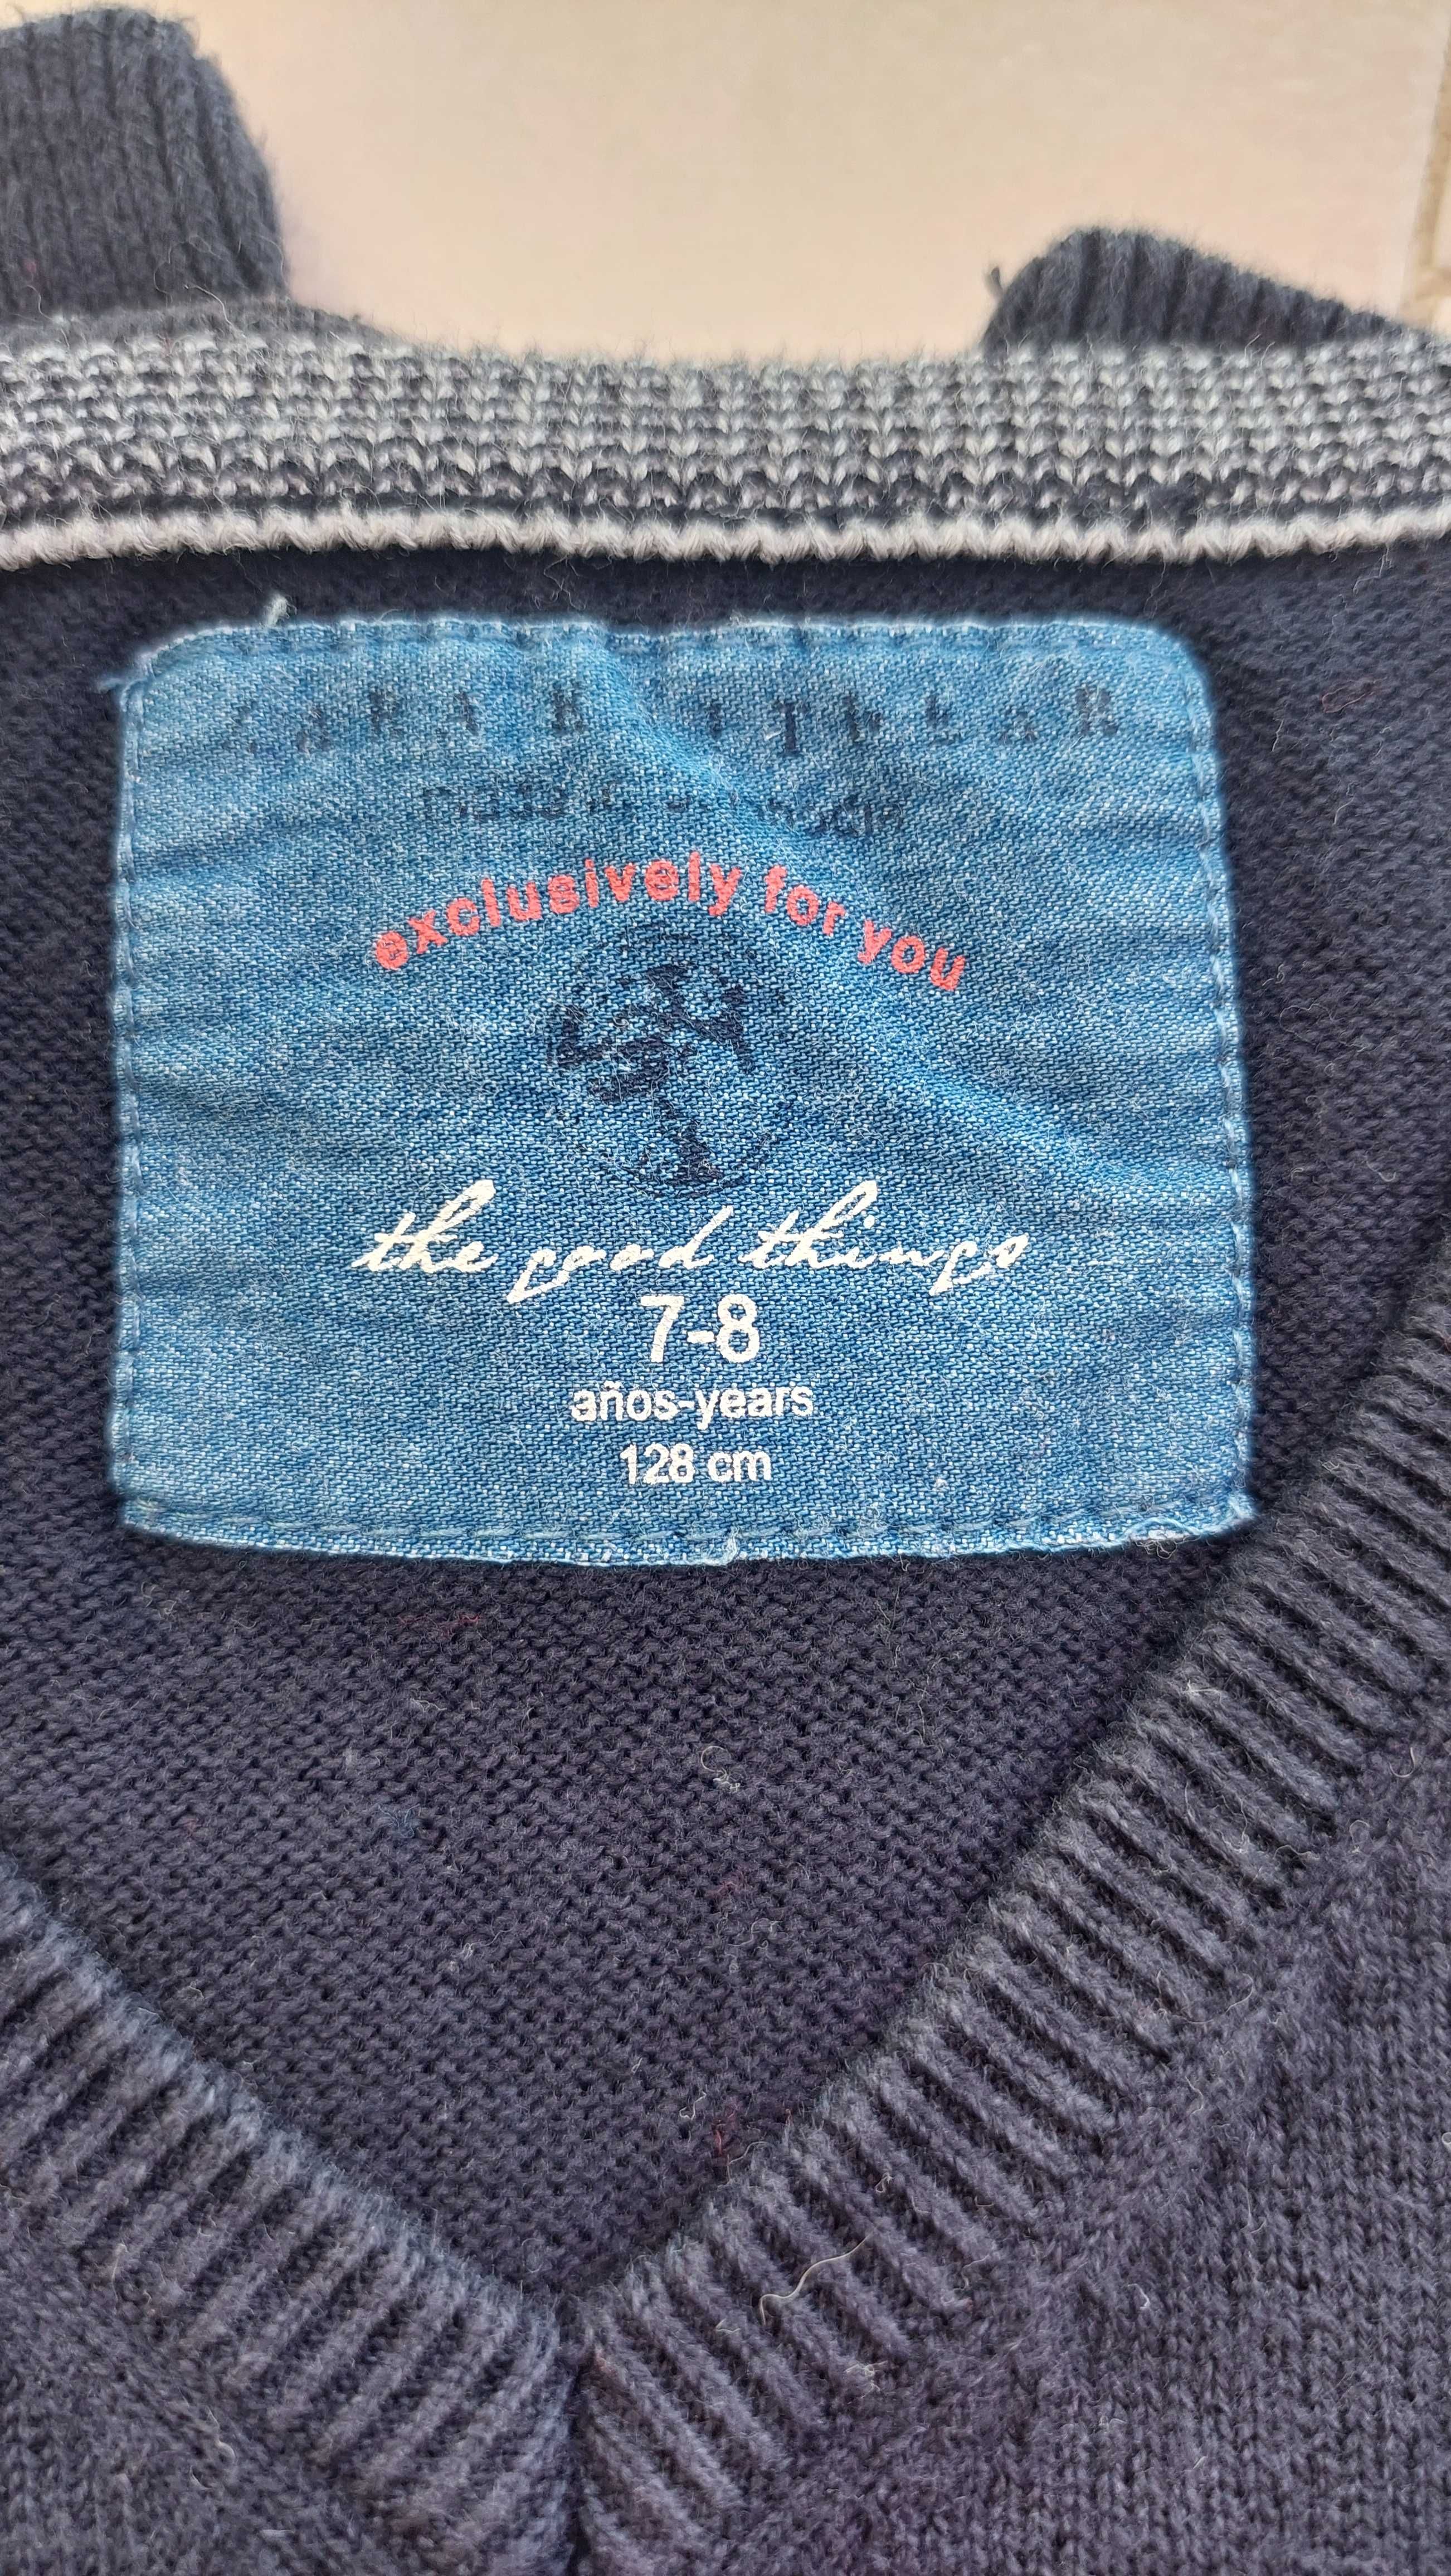 exclusively for you
the good things
7-8
años-years
128 cm